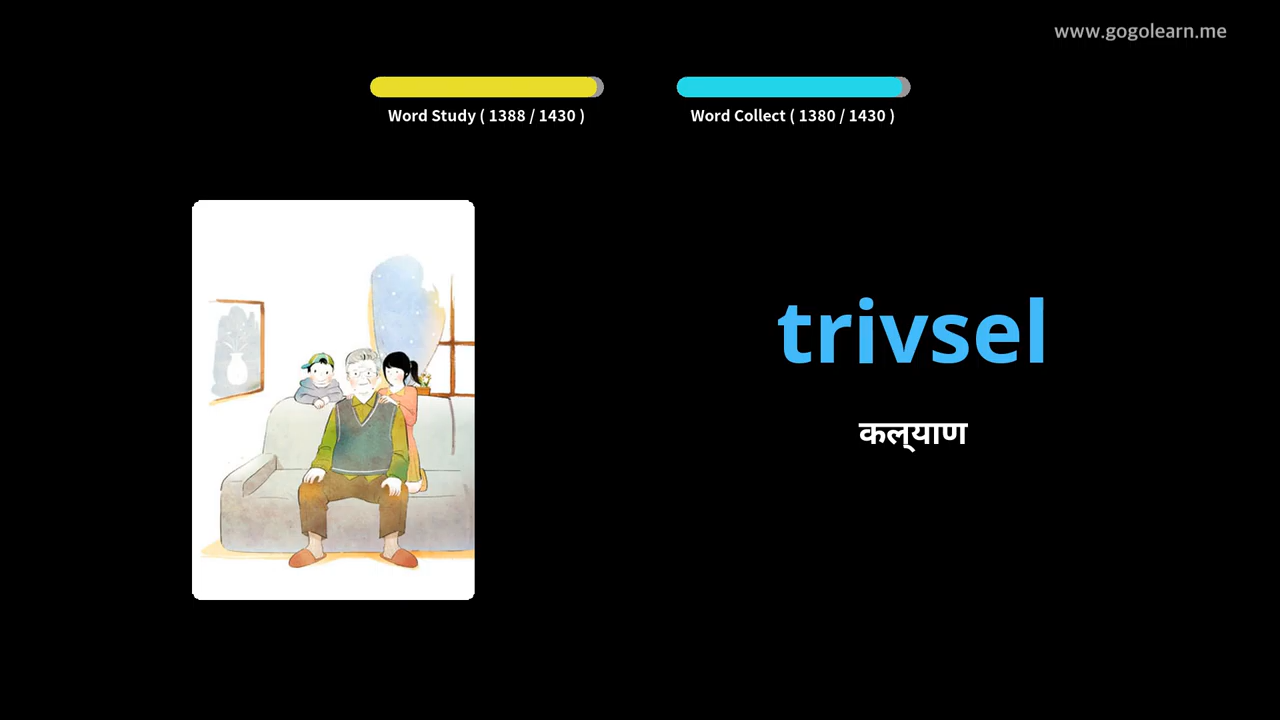 www.gogolearn.me
Word Study ( 1388 / 1430 )
Word Collect ( 1380 / 1430 )
trivsel
कल्याण